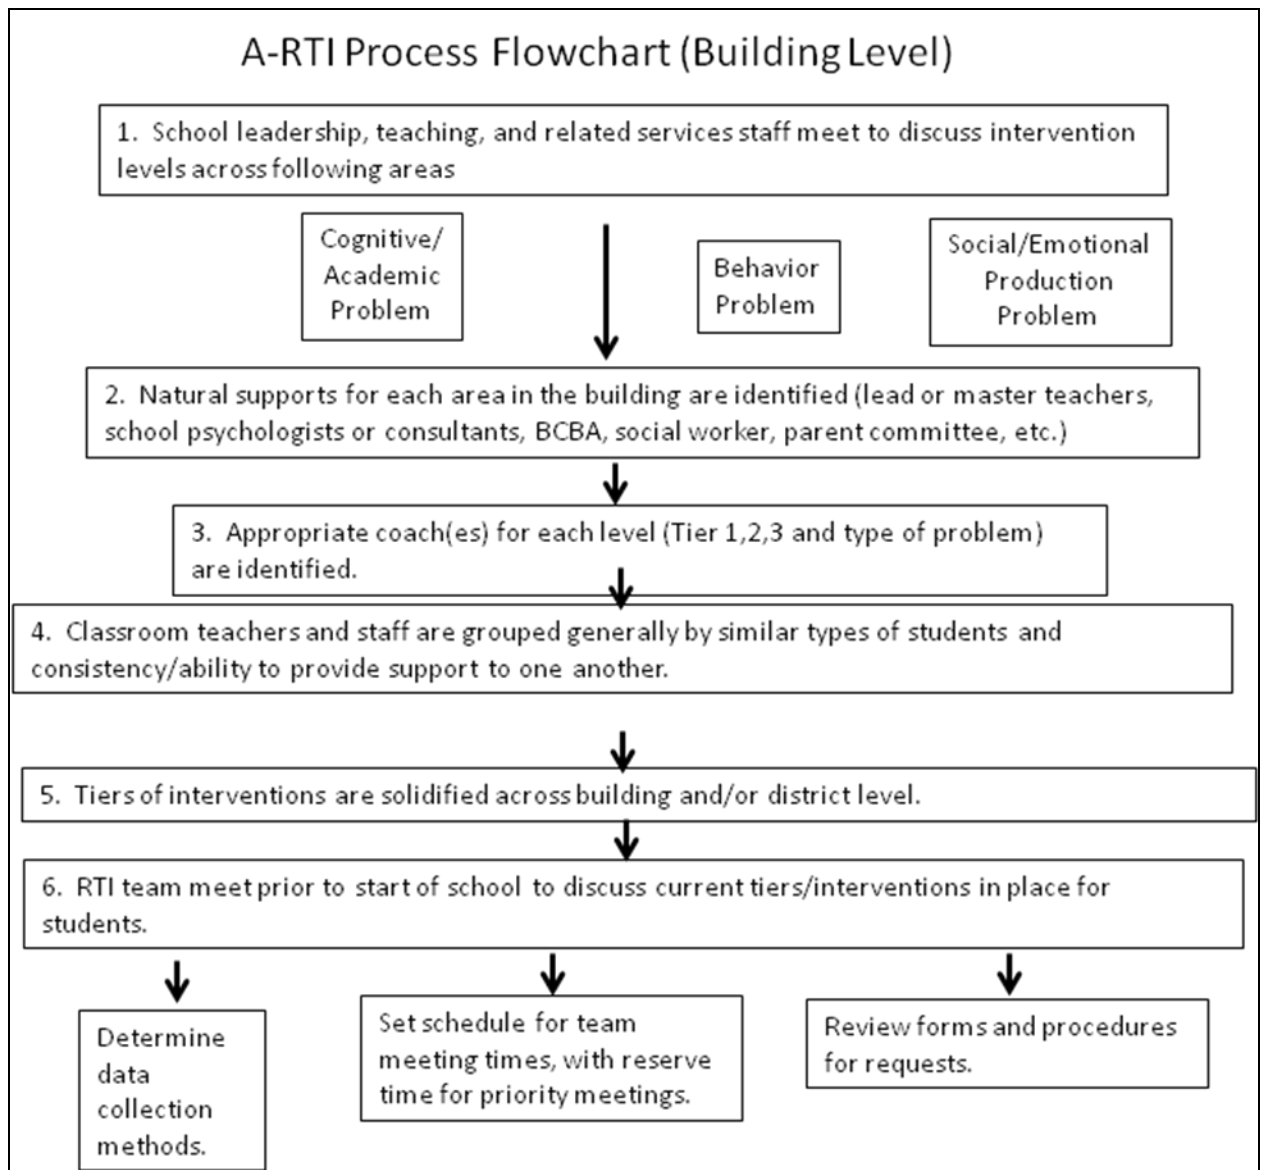 A-RTI Process Flowchart (Building Level)
1. School leadership, teaching, and related services staff meet to discuss intervention
levels across following areas
Cognitive/
Academic
Problem
Behavior
Problem
Social/Emotional
Production
Problem
2. Natural supports for each area in the building are identified (lead or master teachers,
school psychologists or consultants, BCBA, social worker, parent committee, etc.)
3. Appropriate coach(es) for each level (Tier 1,2,3 and type of problem)
are identified.
4. Classroom teachers and staff are grouped generally by similar types of students and
consistency/ability to provide support to one another.
5. Tiers of interventions are solidified across building and/or district level.
6. RTI team meet prior to start of school to discuss current tiers/interventions in place for
students.
Determine
data
collection
methods.
Set schedule for team
meeting times, with reserve
time for priority meetings.
Review forms and procedures
for requests.